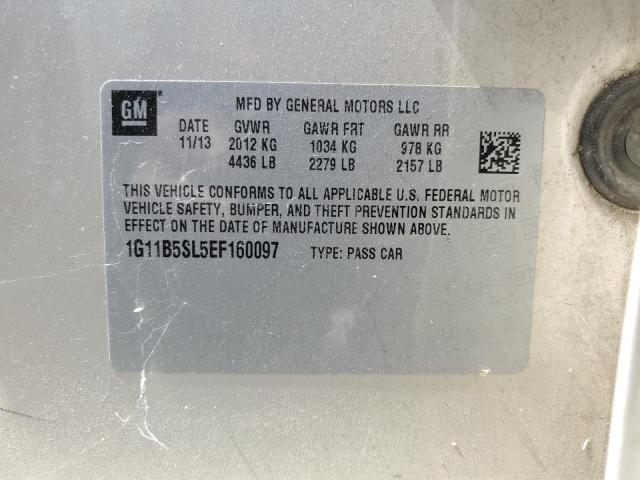 GM
MFD BY GENERAL MOTORS LLC
DATE GVWR GAWR FRT GAWR RR
11/13 2012 KG 1034 KG 978 KG
4436 LB 2279 LB 2157 LB
THIS VEHICLE CONFORMS TO ALL APPLICABLE U.S. FEDERAL MOTOR
VEHICLE SAFETY, BUMPER, AND THEFT PREVENTION STANDARDS IN
EFFECT ON THE DATE OF MANUFACTURE SHOWN ABOVE.
1G11B5SL5EF160097 TYPE: PASS CAR